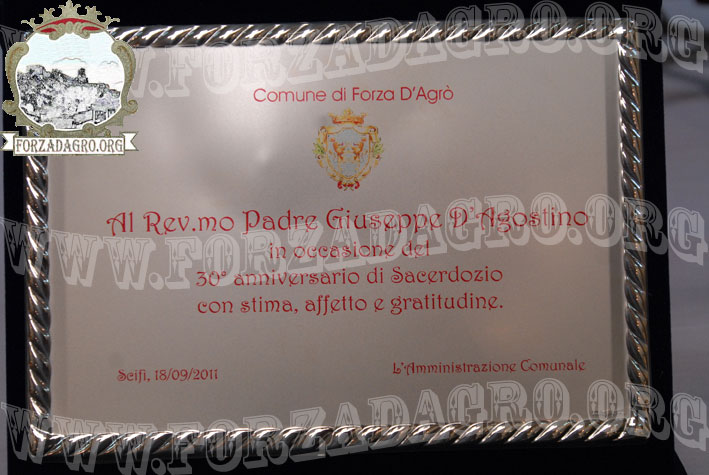 WWW.FORZADAGRO.ORG
FORZADAGRO.ORG
Comune di Forza D'Agrò
Al Rev.mo Padre Giuseppe D'Agostino
in occasione del
30° anniversario di Sacerdozio
con stima, affetto e gratitudine.
WWW.FORZADAGRO.ORG
Scifì, 18/09/2011
L'Amministrazione Comunale
WWW.FORZADAGRO.ORG